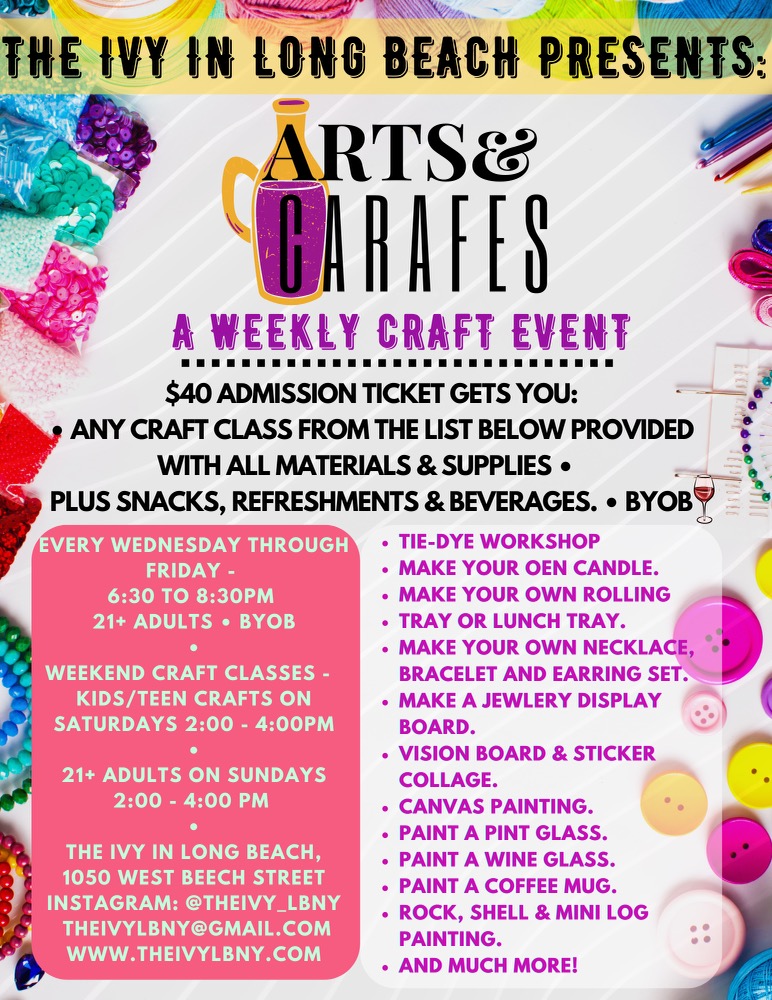 THE IVY IN LONG BEACH PRESENTS:
ARTS&
CARAFES
A WEEKLY CRAFT EVENT
$40 ADMISSION TICKET GETS YOU:
• ANY CRAFT CLASS FROM THE LIST BELOW PROVIDED
WITH ALL MATERIALS & SUPPLIES •
PLUS SNACKS, REFRESHMENTS & BEVERAGES. • BYOB
EVERY WEDNESDAY THROUGH
FRIDAY -
6:30 TO 8:30PM
21+ ADULTS • BYOB
•
WEEKEND CRAFT CLASSES -
KIDS/TEEN CRAFTS ON
SATURDAYS 2:00 - 4:00PM
•
21+ ADULTS ON SUNDAYS
2:00 - 4:00 PM
•
THE IVY IN LONG BEACH,
1050 WEST BEECH STREET
INSTAGRAM: @THEIVY_LBNY
THEIVYLBNY@GMAIL.COM
WWW.THEIVYLBNY.COM
• TIE-DYE WORKSHOP
• MAKE YOUR OEN CANDLE.
• MAKE YOUR OWN ROLLING
• TRAY OR LUNCH TRAY.
• MAKE YOUR OWN NECKLACE,
BRACELET AND EARRING SET.
• MAKE A JEWLERY DISPLAY
BOARD.
• VISION BOARD & STICKER
COLLAGE.
• CANVAS PAINTING.
• PAINT A PINT GLASS.
• PAINT A WINE GLASS.
• PAINT A COFFEE MUG.
• ROCK, SHELL & MINI LOG
PAINTING.
• AND MUCH MORE!